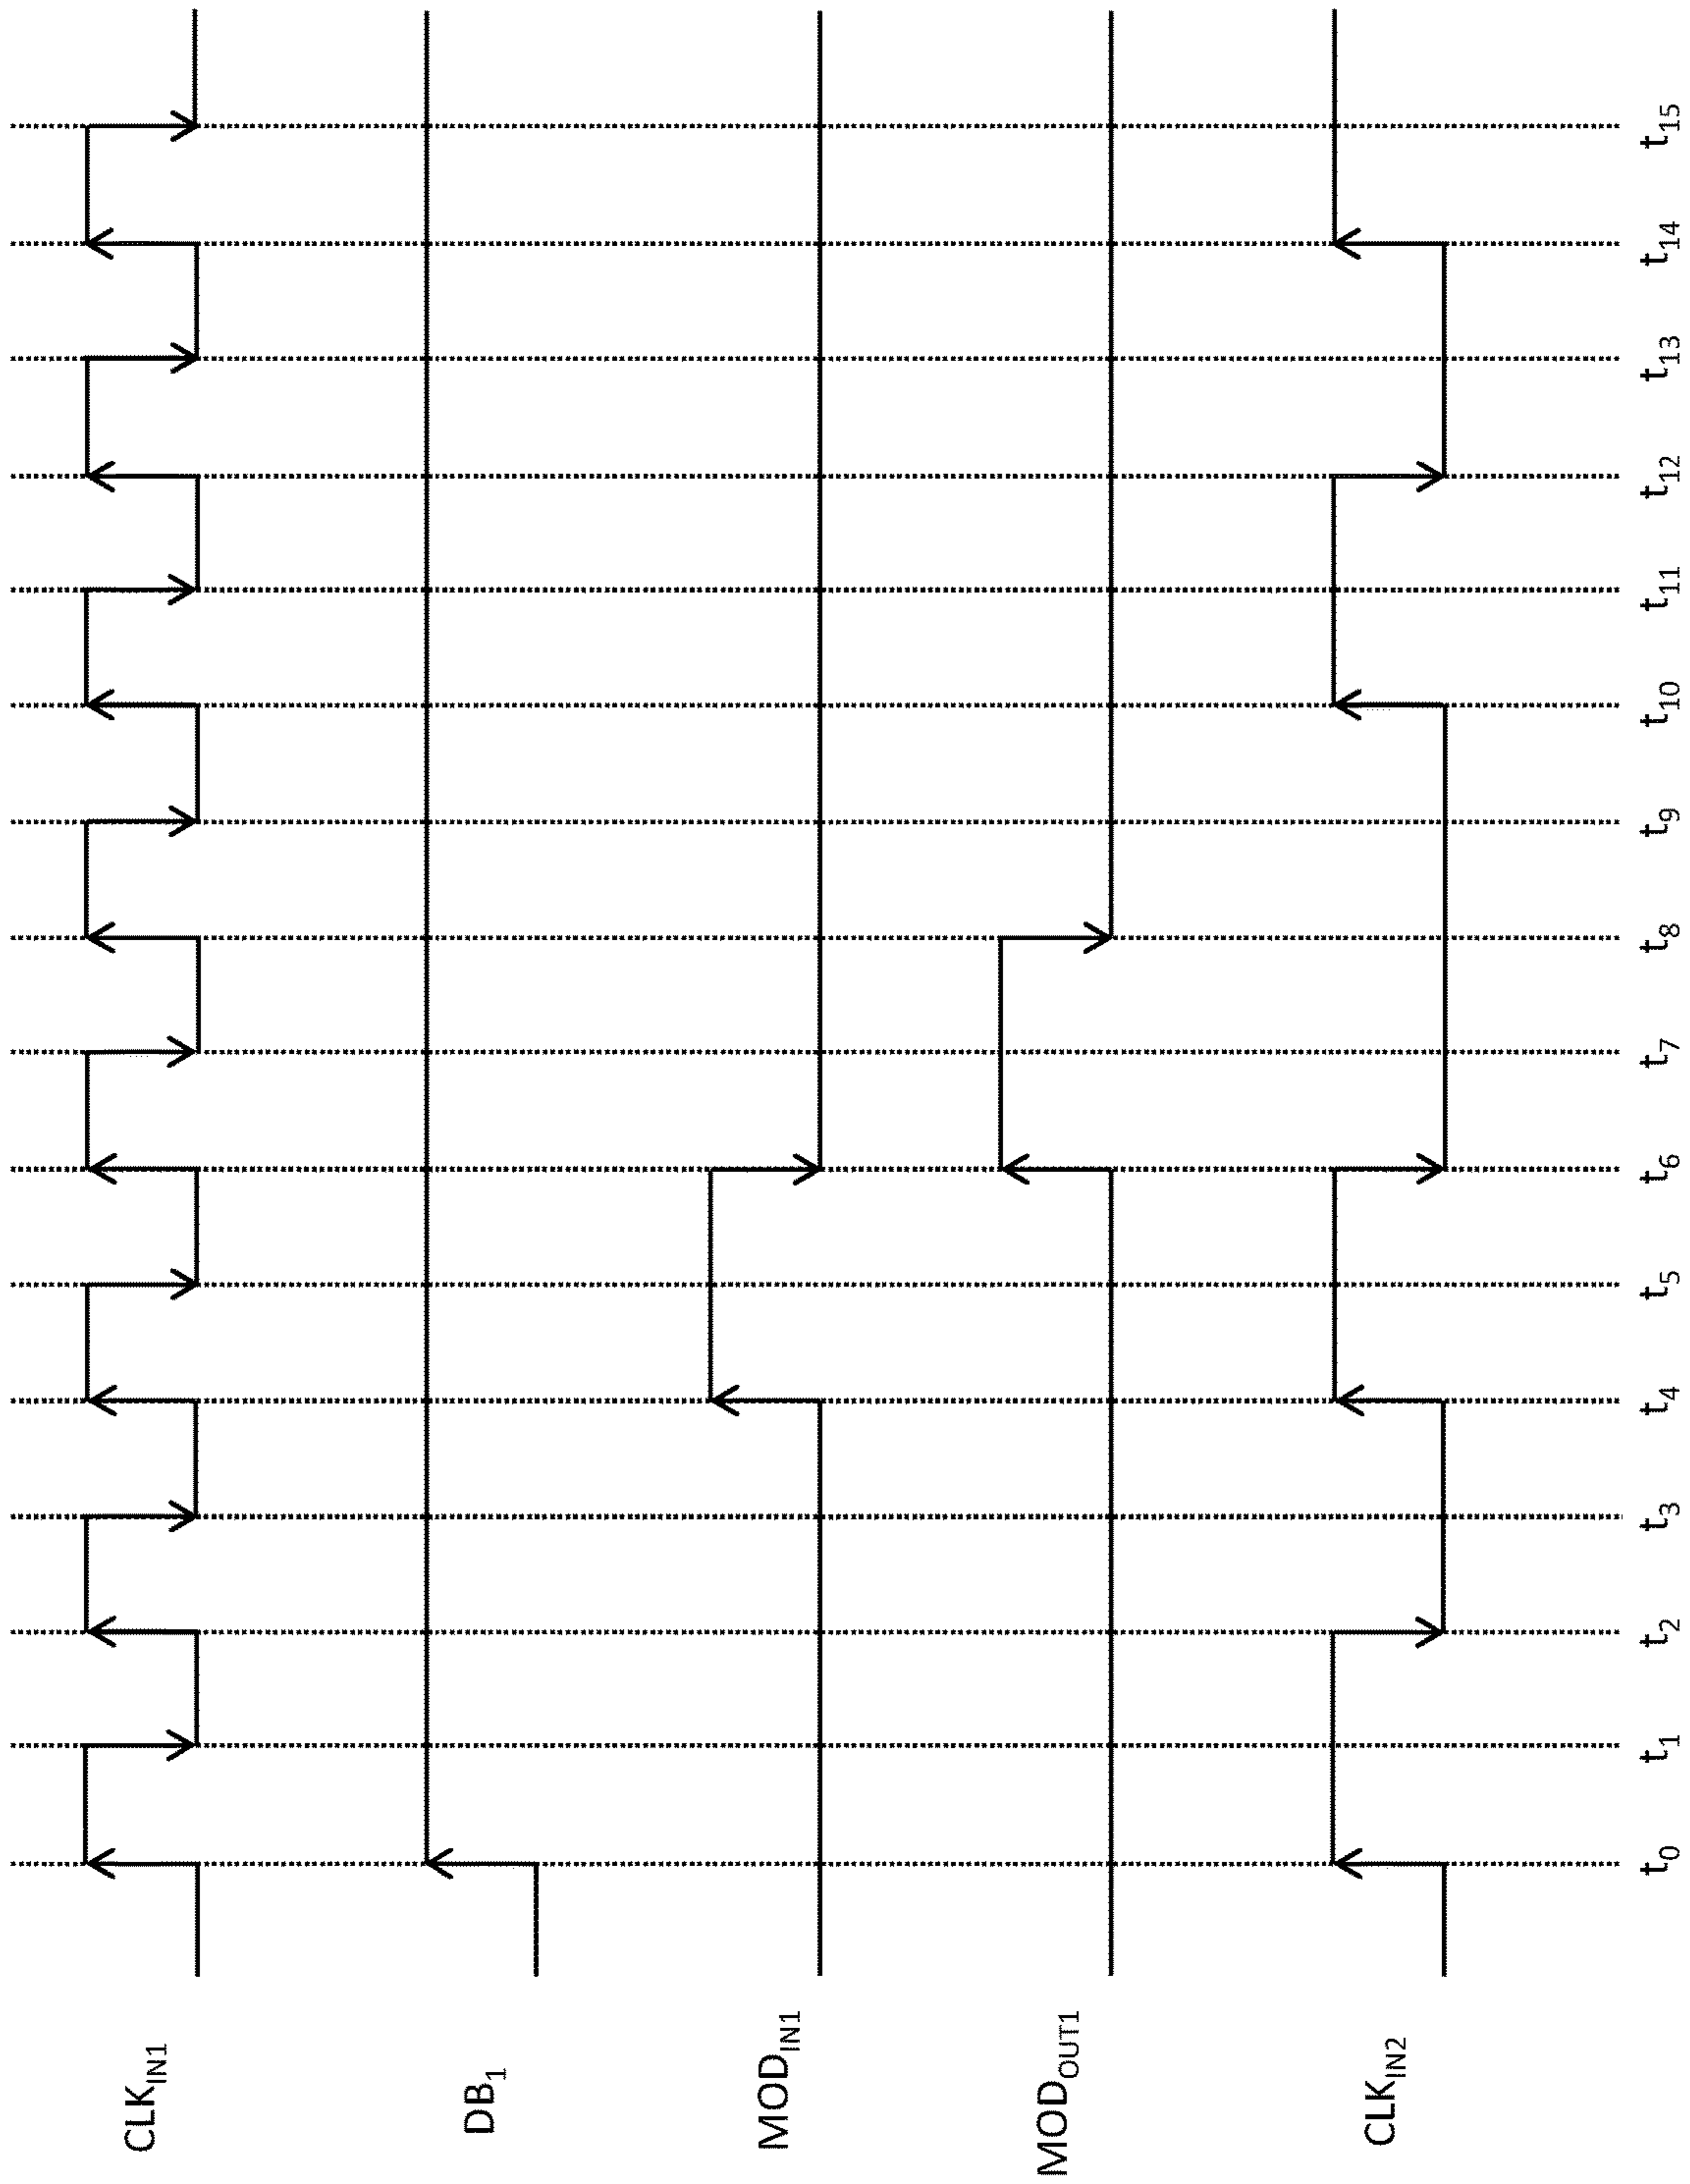 CLK_IN1
DB_1
MOD_IN1
MOD_OUT1
CLK_IN2
t_0 t_1 t_2 t_3 t_4 t_5 t_6 t_7 t_8 t_9 t_10 t_11 t_12 t_13 t_14 t_15